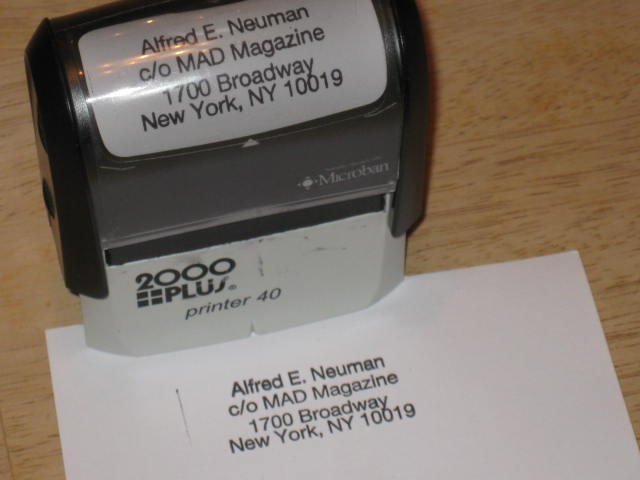 Alfred E. Neuman
c/o MAD Magazine
1700 Broadway
New York, NY 10019
Microban
2000
PLUS®
printer 40
Alfred E. Neuman
c/o MAD Magazine
1700 Broadway
New York, NY 10019